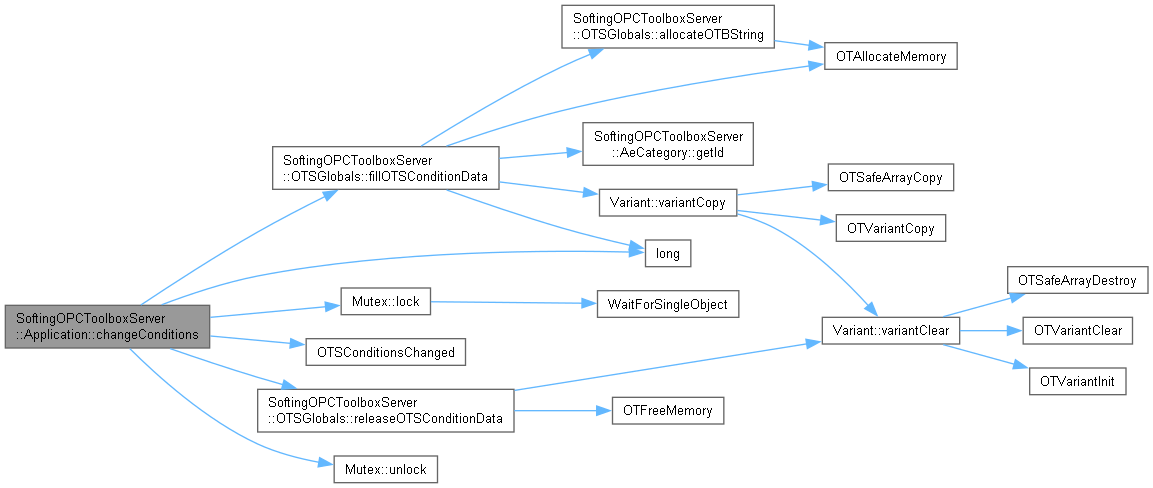 SoftingOPCToolboxServer
::OTSGlobals::allocateOTBString
OTAllocateMemory
SoftingOPCToolboxServer
::AeCategory::getId
SoftingOPCToolboxServer
::OTSGlobals::fillOTSConditionData
OTSafeArrayCopy
Variant::variantCopy
OTVariantCopy
long
OTSafeArrayDestroy
Mutex::lock
WaitForSingleObject
SoftingOPCToolboxServer
::Application::changeConditions
Variant::variantClear
OTVariantClear
OTSConditionsChanged
OTVariantInit
SoftingOPCToolboxServer
::OTSGlobals::releaseOTSConditionData
OTFreeMemory
Mutex::unlock